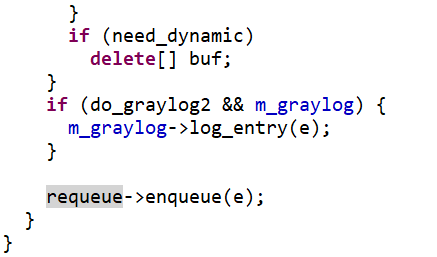 }
if (need_dynamic)
delete[] buf;
}
if (do_graylog2 && m_graylog) {
m_graylog->log_entry(e);
}
requeue->enqueue(e);
}
}